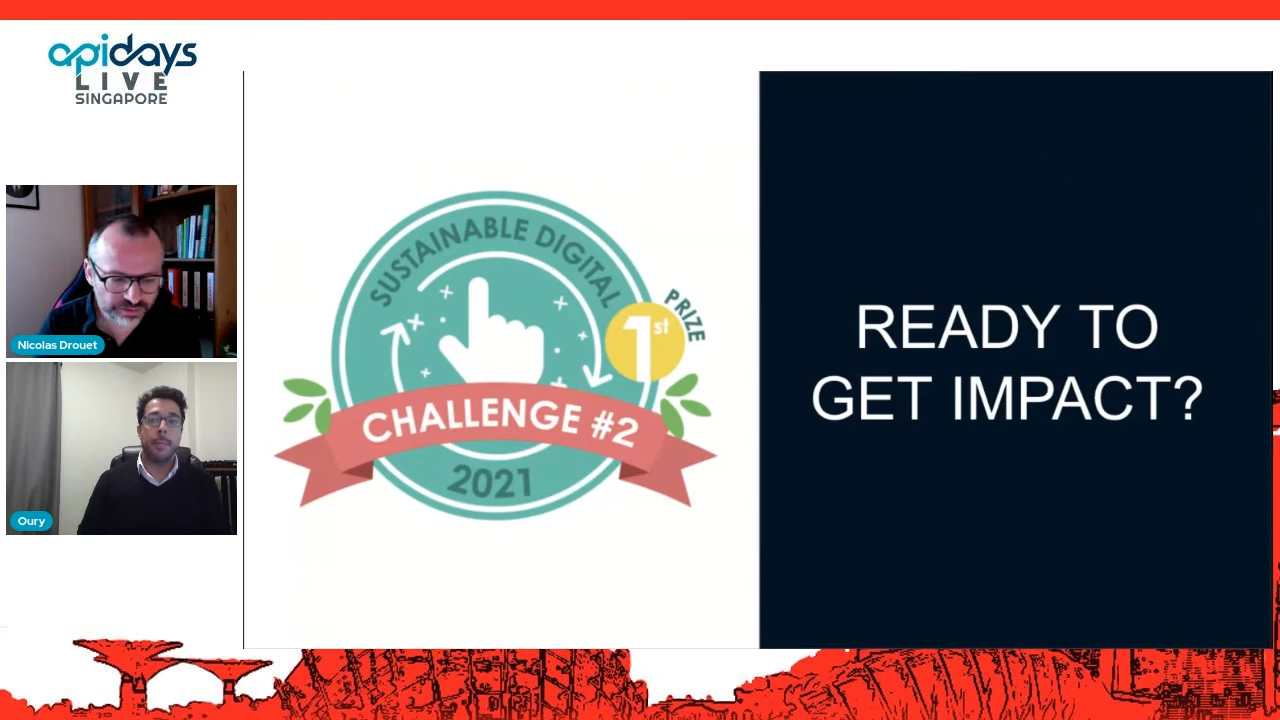 apidays
LIVE
SINGAPORE
Nicolas Drouet
Oury
SUSTAINABLE DIGITAL
1st
PRIZE
CHALLENGE #2
2021
READY TO
GET IMPACT?